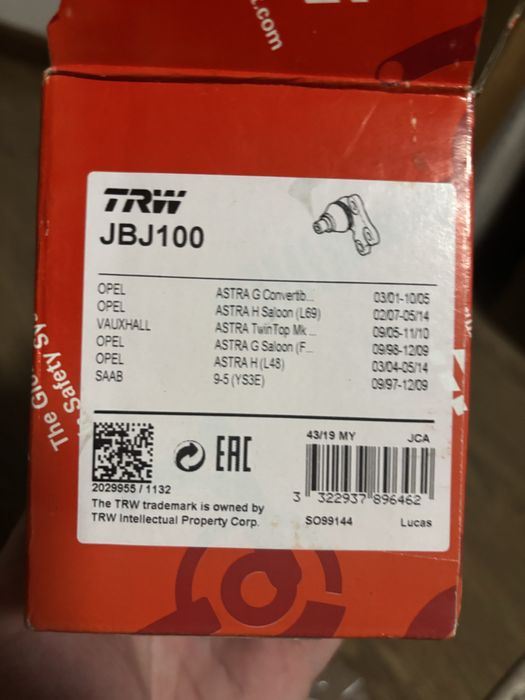 t.com
TRW
JBJ100
OPEL ASTRA G Convertib... 03/01-10/05
OPEL ASTRA H Saloon (L69) 02/07-05/14
VAUXHALL ASTRA TwinTop Mk ... 09/05-11/10
OPEL ASTRA G Saloon (F... 09/98-12/09
OPEL ASTRA H (L48) 03/04-05/14
SAAB 9-5 (YS3E) 09/97-12/09
43/19 MY JCA
EAC
2029955 / 1132
3 322937 896462
The TRW trademark is owned by
TRW Intellectual Property Corp.
SO99144 Lucas
The
Safety